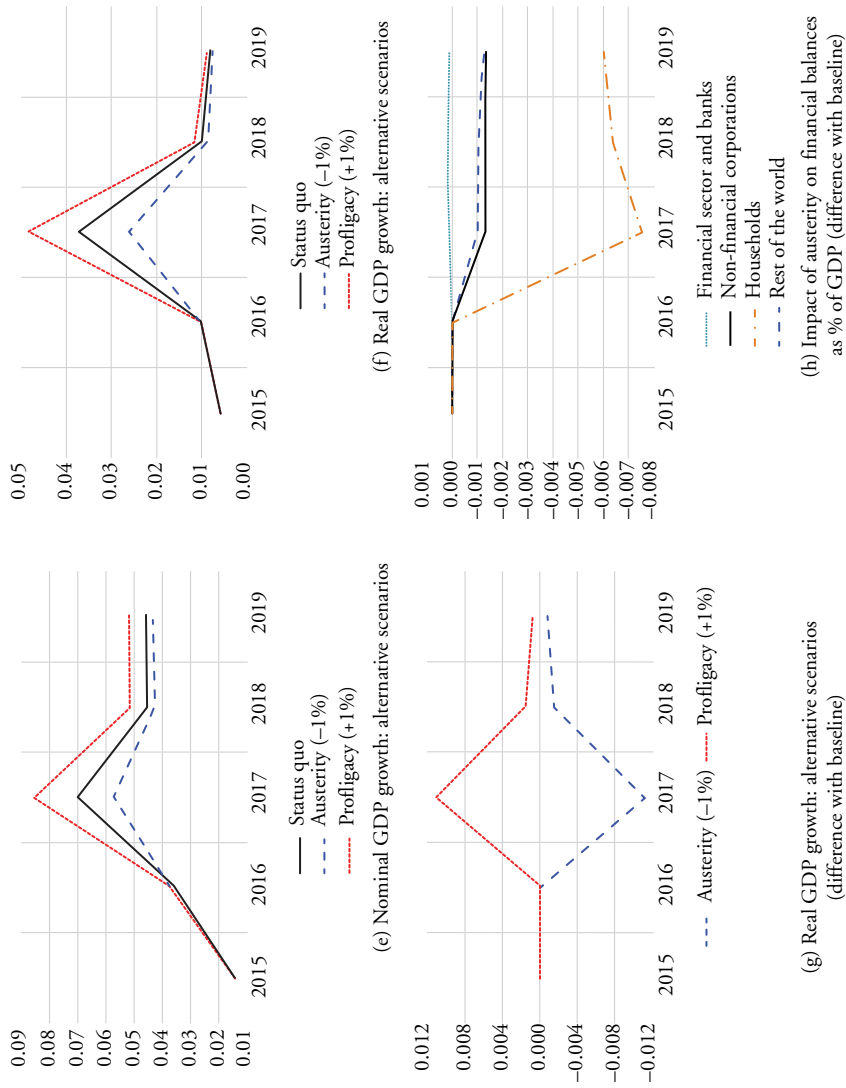 0.09
0.08
0.07
0.06
0.05
0.04
0.03
0.02
0.01
2015
2016
2017
2018
2019
Status quo
Austerity (–1%)
Profligacy (+1%)
(e) Nominal GDP growth: alternative scenarios
0.05
0.04
0.03
0.02
0.01
0.00
2015
2016
2017
2018
2019
Status quo
Austerity (–1%)
Profligacy (+1%)
(f) Real GDP growth: alternative scenarios
0.012
0.008
0.004
0.000
–0.004
–0.008
–0.012
2015
2016
2017
2018
2019
Austerity (–1%)
Profligacy (+1%)
(g) Real GDP growth: alternative scenarios
(difference with baseline)
0.001
0.000
–0.001
–0.002
–0.003
–0.004
–0.005
–0.006
–0.007
–0.008
2015
2016
2017
2018
2019
Financial sector and banks
Non-financial corporations
Households
Rest of the world
(h) Impact of austerity on financial balances
as % of GDP (difference with baseline)